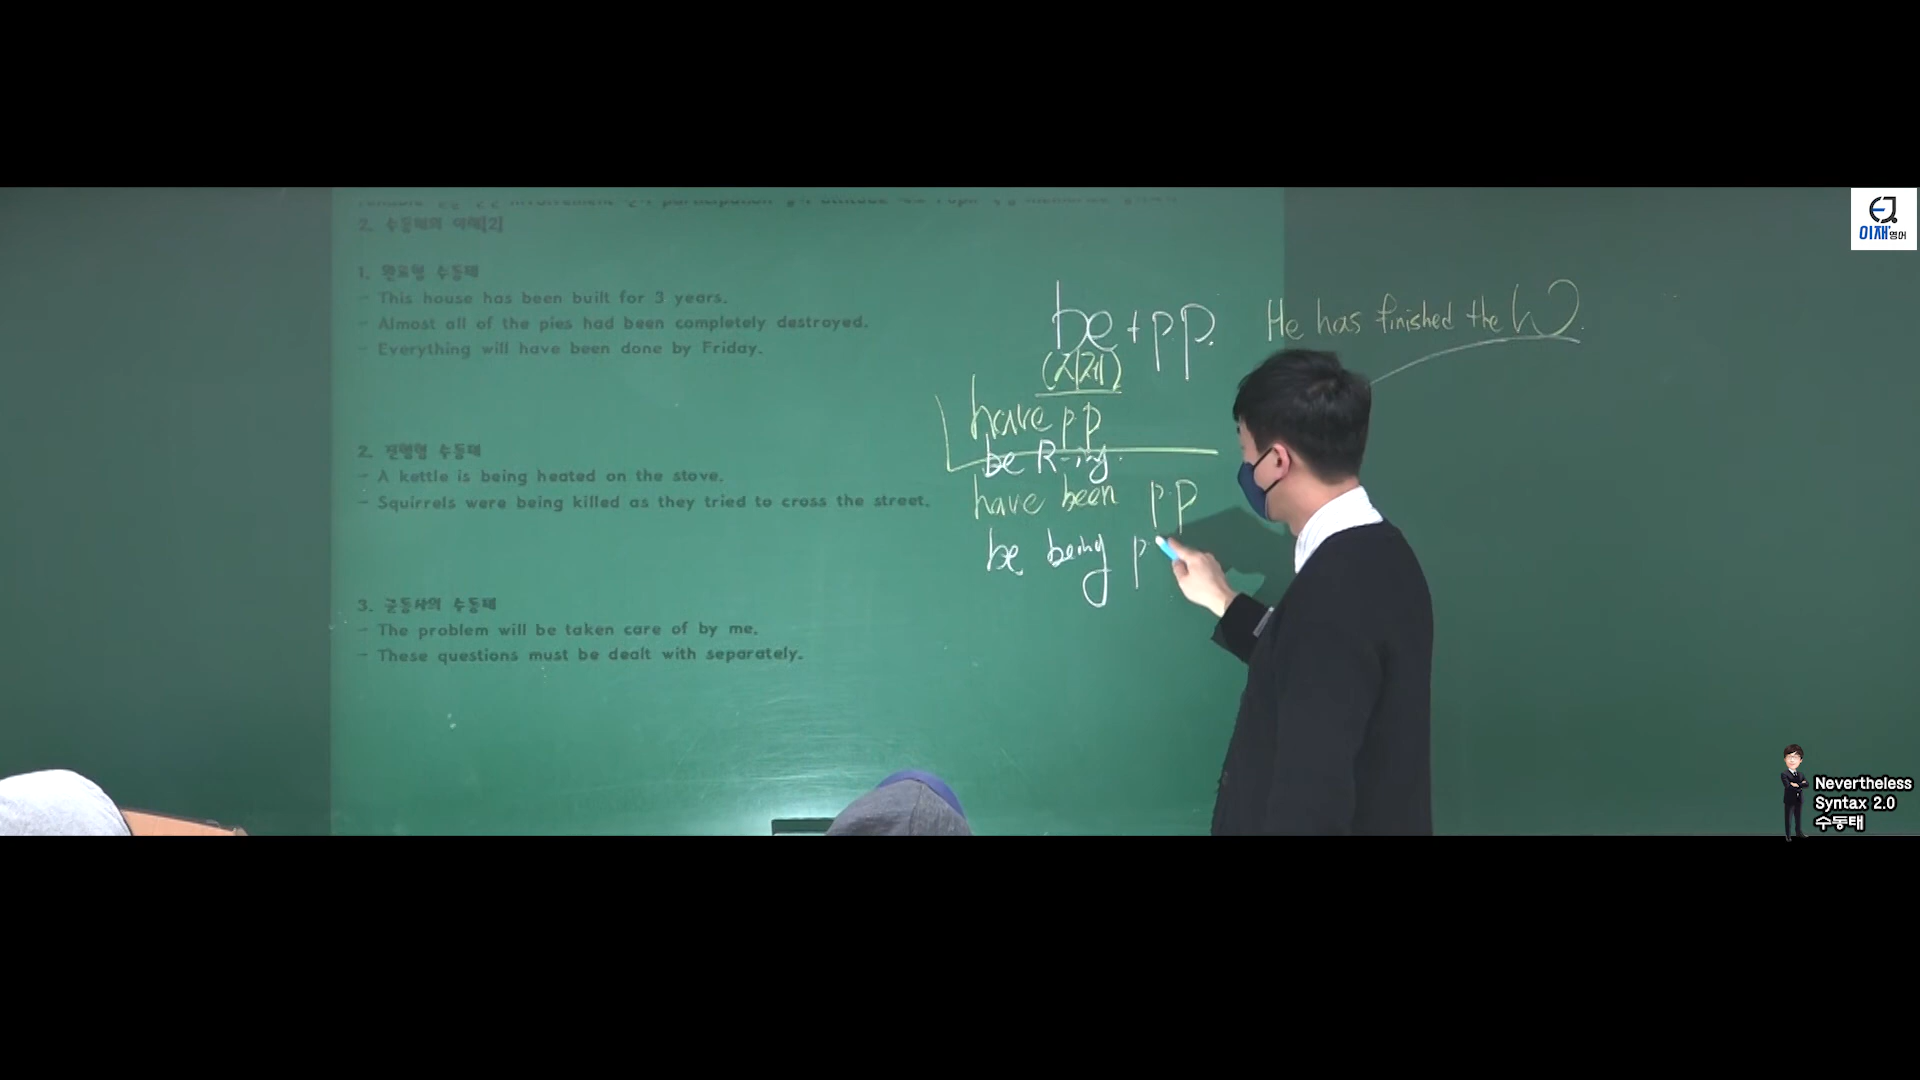 2. 수동태의 이해[2]
1. 완료형 수동태
- This house has been built for 3 years.
- Almost all of the pies had been completely destroyed.
- Everything will have been done by Friday.
2. 진행형 수동태
- A kettle is being heated on the stove.
- Squirrels were being killed as they tried to cross the street.
3. 구동사의 수동태
- The problem will be taken care of by me.
- These questions must be dealt with separately.
be + p.p.
(시제)
have p.p
be R-ing.
have been p.p
be being p
He has finished the W.
EJ
이재영어
Nevertheless
Syntax 2.0
수동태